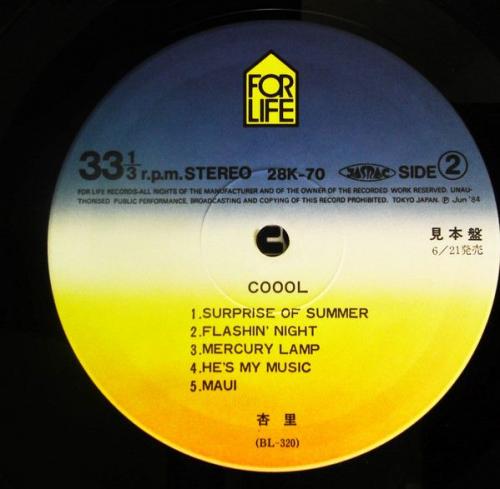 FOR
LIFE
33 1/3 r.p.m. STEREO 28K-70 JASRAC SIDE 2
FOR LIFE RECORDS-ALL RIGHTS OF THE MANUFACTURER AND OF THE OWNER OF THE RECORDED WORK RESERVED. UNAU-
THORISED PUBLIC PERFORMANCE, BROADCASTING AND COPYING OF THIS RECORD PROHIBITED. TOKYO JAPAN. Ⓟ Jun '84
見本盤
6/21発売
COOOL
1.SURPRISE OF SUMMER
2.FLASHIN' NIGHT
3.MERCURY LAMP
4.HE'S MY MUSIC
5.MAUI
杏里
(BL-320)